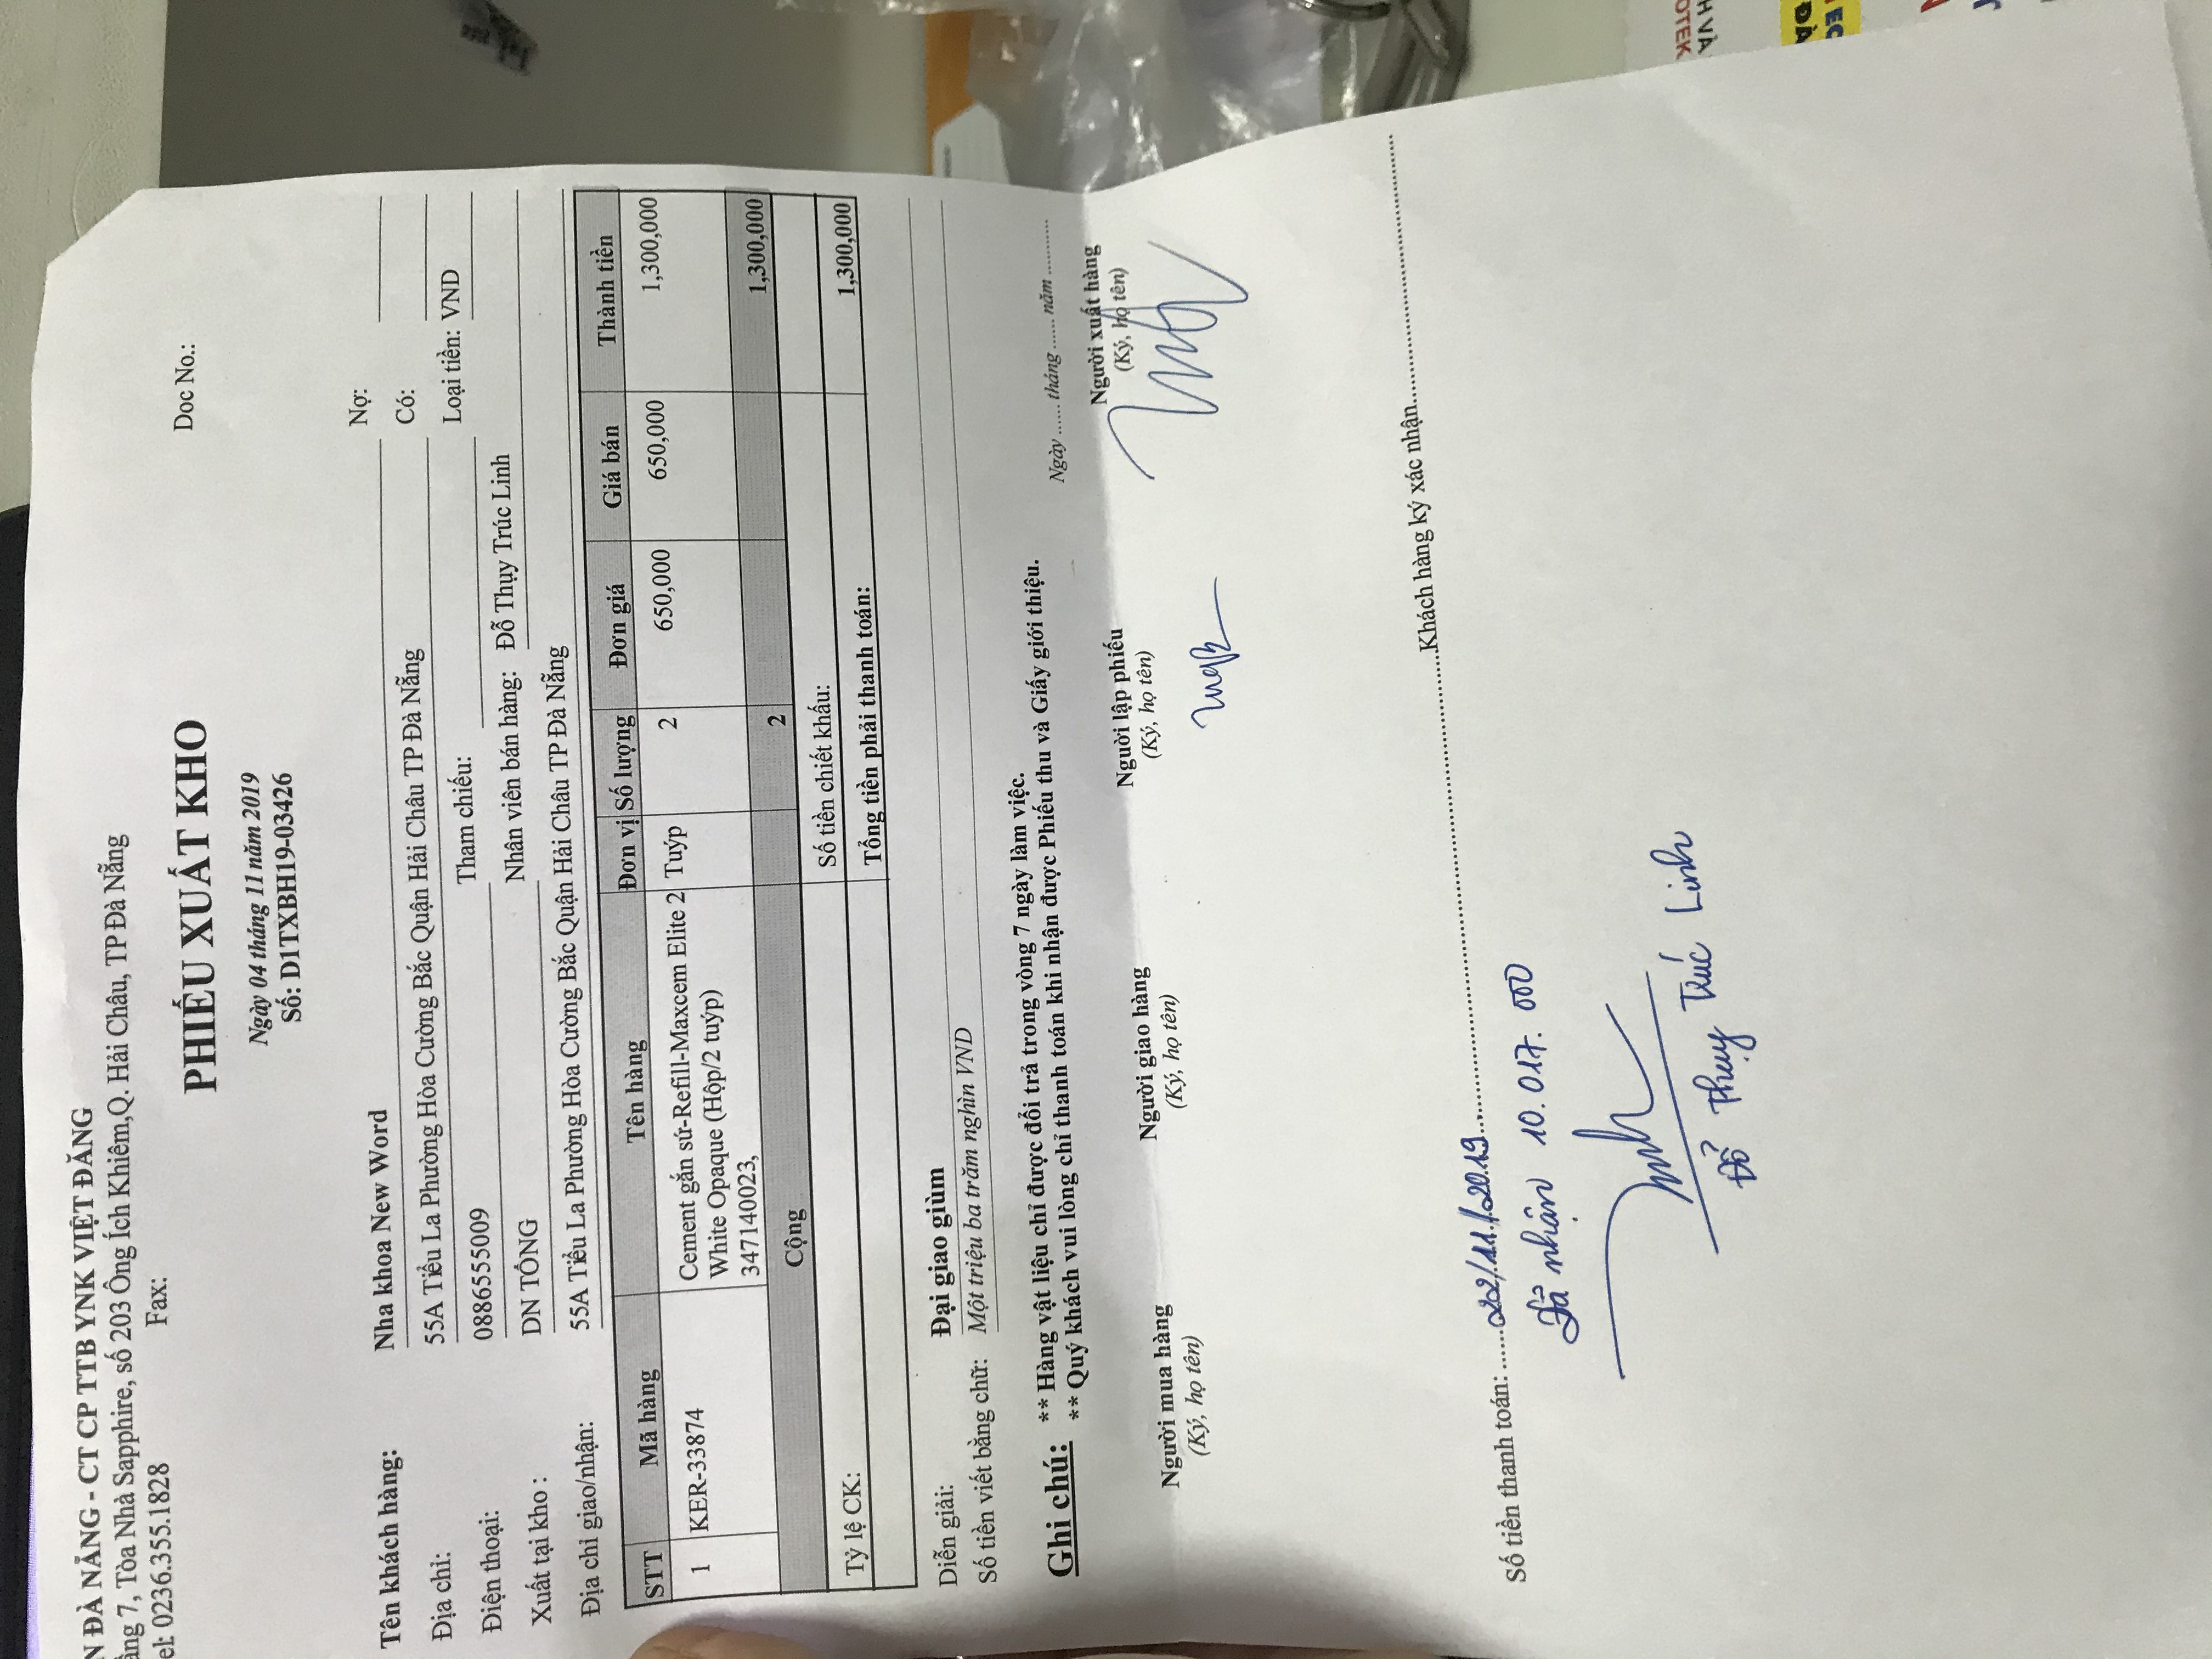 N ĐÀ NẴNG - CT CP TTB YNK VIỆT ĐĂNG
ầng 7, Tòa Nhà Sapphire, số 203 Ông Ích Khiêm,Q. Hải Châu, TP Đà Nẵng
el: 0236.355.1828 Fax:
PHIẾU XUẤT KHO Doc No.:
Ngày 04 tháng 11 năm 2019
Số: D1TXBH19-03426
Tên khách hàng: Nha khoa New Word Nợ:
Địa chỉ: 55A Tiểu La Phường Hòa Cường Bắc Quận Hải Châu TP Đà Nẵng Có:
Điện thoại: 0886555009 Tham chiếu: Loại tiền: VND
Xuất tại kho : DN TỔNG Nhân viên bán hàng: Đỗ Thụy Trúc Linh
Địa chỉ giao/nhận: 55A Tiểu La Phường Hòa Cường Bắc Quận Hải Châu TP Đà Nẵng
STT Mã hàng Tên hàng Đơn vị Số lượng Đơn giá Giá bán Thành tiền
1 KER-33874 Cement gắn sứ-Refill-Maxcem Elite 2 Tuýp 2 650,000 650,000 1,300,000
White Opaque (Hộp/2 tuýp)
347140023,
Cộng 2 1,300,000
Tỷ lệ CK: Số tiền chiết khấu:
Tổng tiền phải thanh toán: 1,300,000
Diễn giải: Đại giao giùm
Số tiền viết bằng chữ: Một triệu ba trăm nghìn VND
Ghi chú: ** Hàng vật liệu chỉ được đổi trả trong vòng 7 ngày làm việc.
** Quý khách vui lòng chỉ thanh toán khi nhận được Phiếu thu và Giấy giới thiệu.
Ngày ...... tháng ...... năm ...........
Người mua hàng Người giao hàng Nguời lập phiếu Người xuất hàng
(Ký, họ tên) (Ký, họ tên) (Ký, họ tên) (Ký, họ tên)
Số tiền thanh toán: ......22/11/2019...........Khách hàng ký xác nhận...........
Đã nhận 10.017.000
Đỗ Thụy Trúc Linh
OTEK
H VÀ
ĐÀ
EC